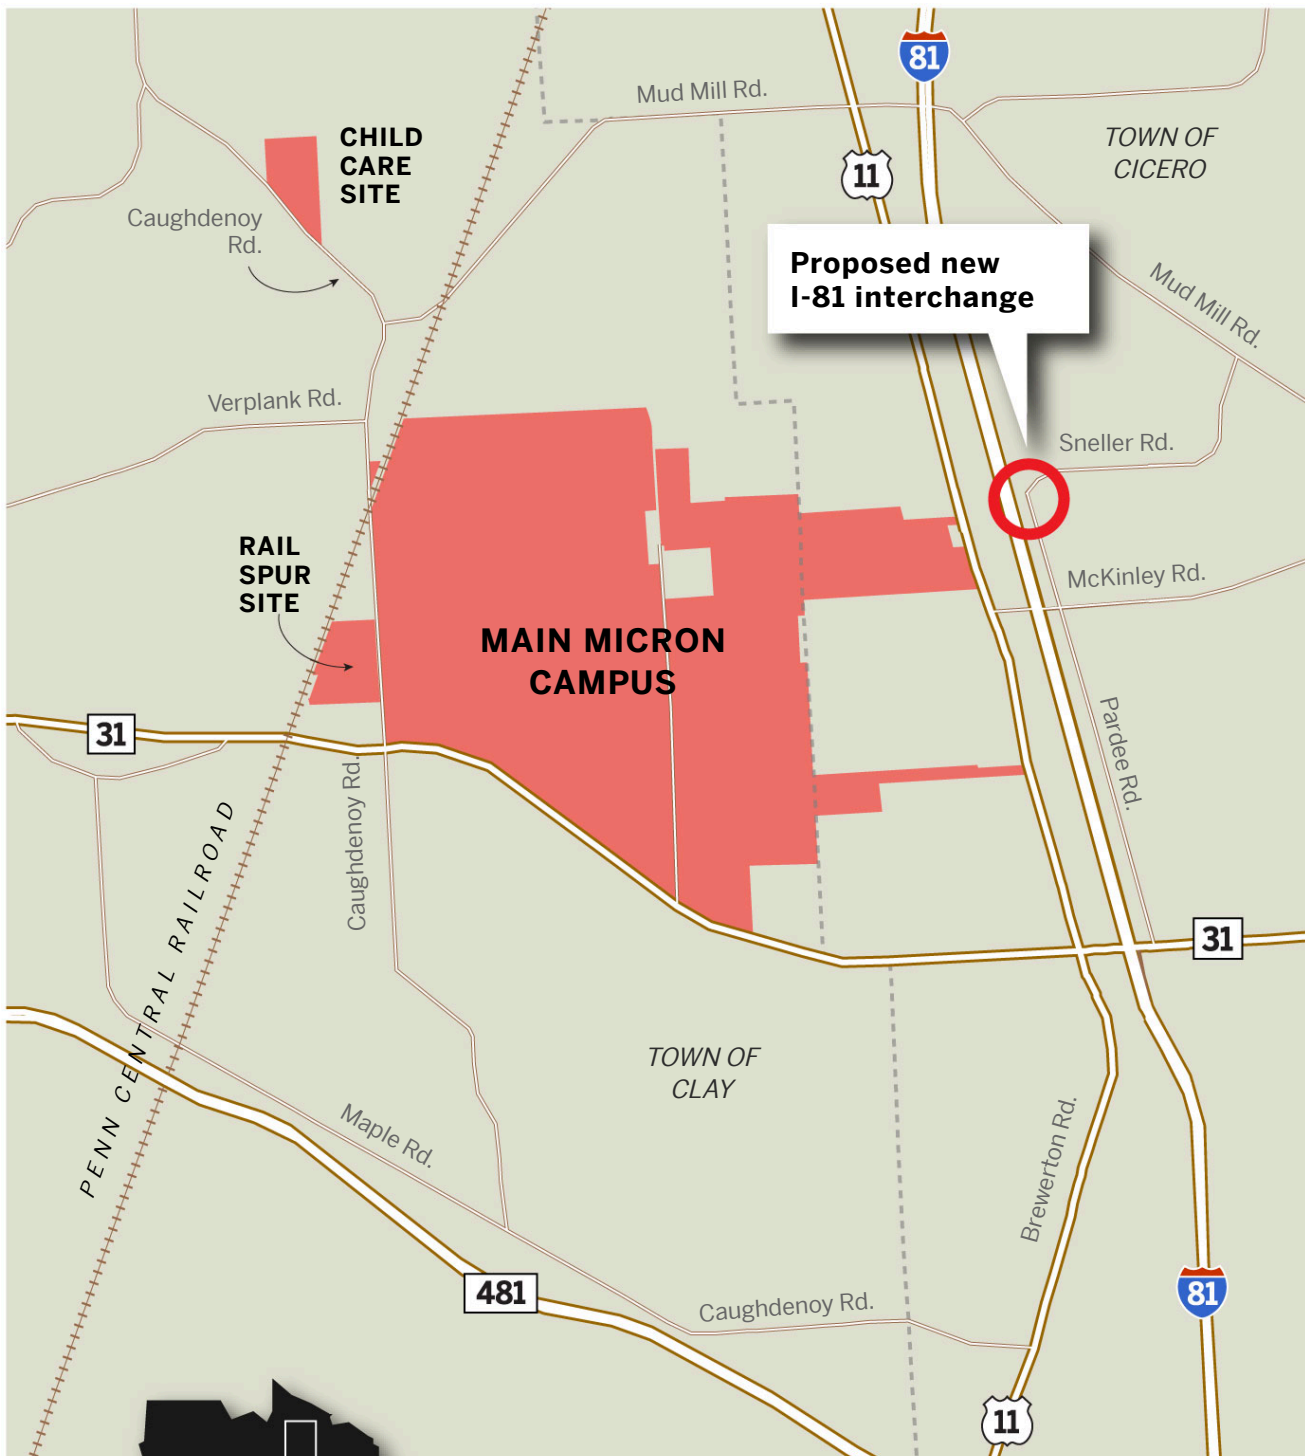 81
Mud Mill Rd.
CHILD
CARE
SITE
TOWN OF
CICERO
11
Caughdenoy
Rd.
Proposed new
I-81 interchange
Mud Mill Rd.
Verplank Rd.
Sneller Rd.
RAIL
SPUR
SITE
McKinley Rd.
MAIN MICRON
CAMPUS
31
Pardee Rd.
Caughdenoy Rd.
PENN CENTRAL RAILROAD
31
TOWN OF
CLAY
Maple Rd.
Brewerton Rd.
481
81
Caughdenoy Rd.
11